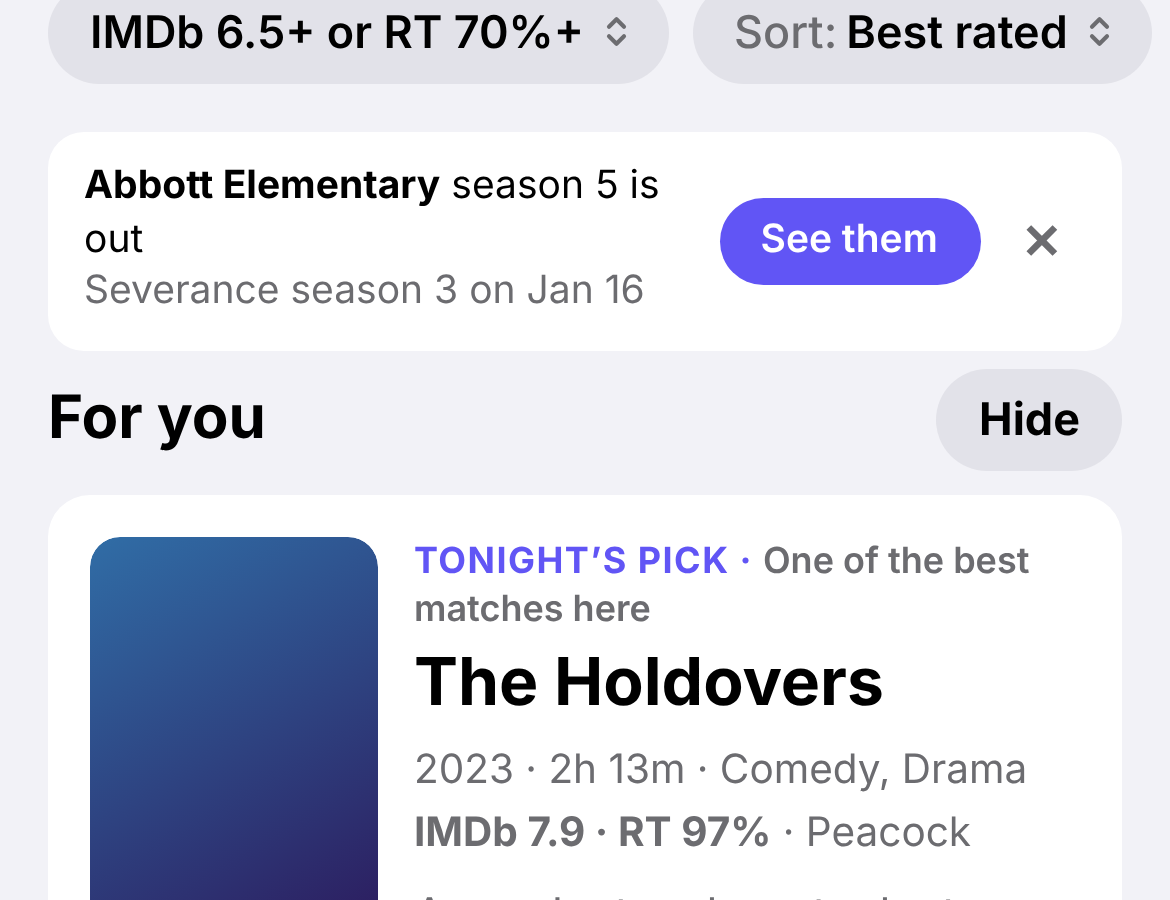 IMDb 6.5+ or RT 70%+
Sort: Best rated
Abbott Elementary season 5 is
out
Severance season 3 on Jan 16
See them
For you
Hide
TONIGHT’S PICK · One of the best
matches here
The Holdovers
2023 · 2h 13m · Comedy, Drama
IMDb 7.9 · RT 97% · Peacock